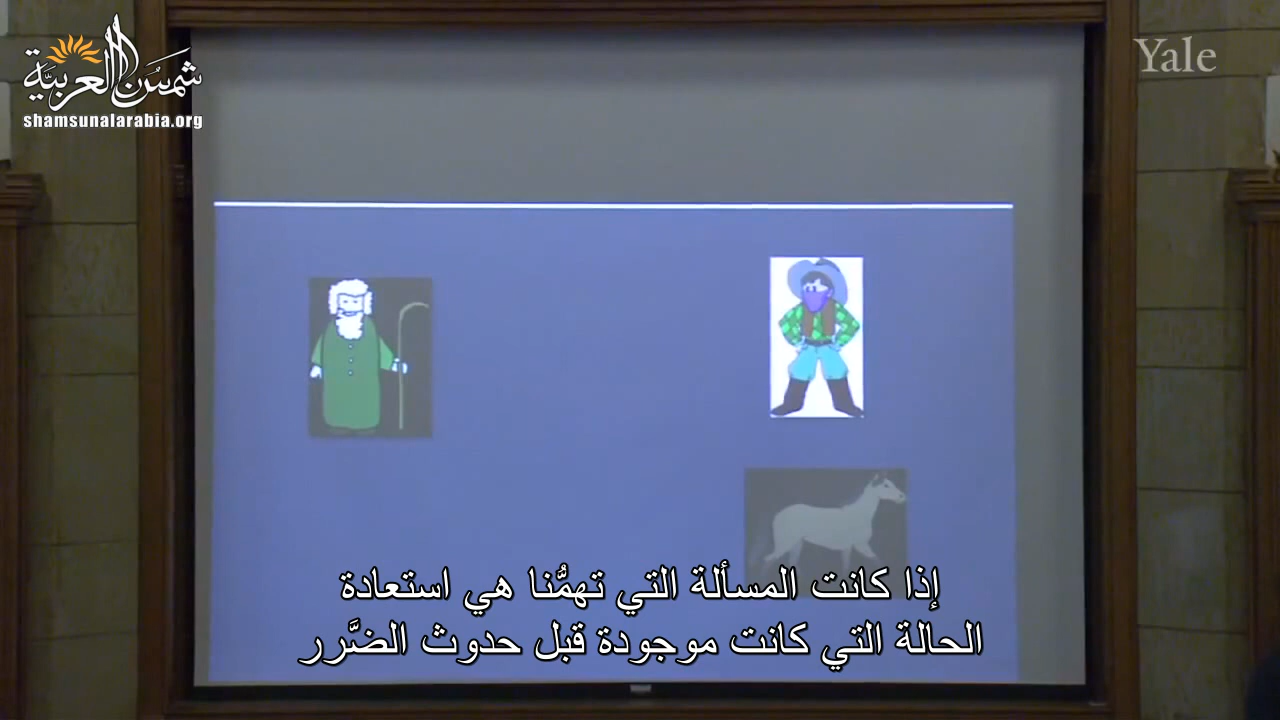 شمسُ العربيَّة
shamsunalarabia.org
Yale
إذا كانت المسألة التي تهمُّنا هي استعادة
الحالة التي كانت موجودة قبل حدوث الضَّرر